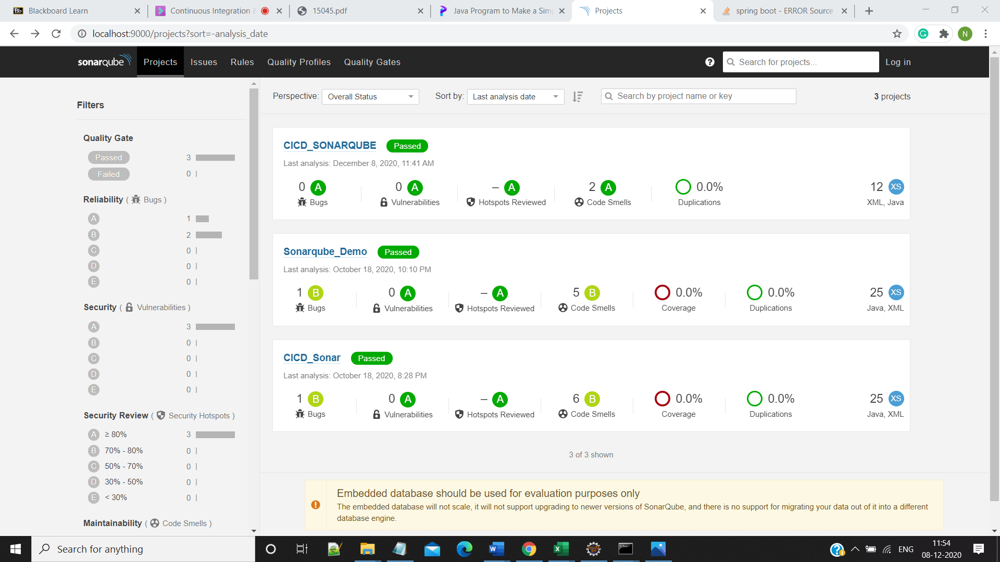 Blackboard Learn
Continuous Integration &
15045.pdf
Java Program to Make a Sim
Projects
spring boot - ERROR Source
localhost:9000/projects?sort=-analysis_date
N
sonarqube
Projects
Issues
Rules
Quality Profiles
Quality Gates
Search for projects...
Log in
Filters
Quality Gate
Passed 3
Failed 0
Reliability ( Bugs )
A 1
B 2
C 0
D 0
E 0
Security ( Vulnerabilities )
A 3
B 0
C 0
D 0
E 0
Security Review ( Security Hotspots )
A ≥ 80% 3
B 70% - 80% 0
C 50% - 70% 0
D 30% - 50% 0
E < 30% 0
Maintainability ( Code Smells )
Perspective: Overall Status
Sort by: Last analysis date
Search by project name or key
3 projects
CICD_SONARQUBE Passed
Last analysis: December 8, 2020, 11:41 AM
0 A 0 A – A 2 A 0.0% 12 XS
Bugs Vulnerabilities Hotspots Reviewed Code Smells Duplications XML, Java
Sonarqube_Demo Passed
Last analysis: October 18, 2020, 10:10 PM
1 B 0 A – A 5 B 0.0% 0.0% 25 XS
Bugs Vulnerabilities Hotspots Reviewed Code Smells Coverage Duplications Java, XML
CICD_Sonar Passed
Last analysis: October 18, 2020, 8:28 PM
1 B 0 A – A 6 B 0.0% 0.0% 25 XS
Bugs Vulnerabilities Hotspots Reviewed Code Smells Coverage Duplications Java, XML
3 of 3 shown
Embedded database should be used for evaluation purposes only
The embedded database will not scale, it will not support upgrading to newer versions of SonarQube, and there is no support for migrating your data out of it into a different
database engine.
Search for anything
ENG
11:54
08-12-2020